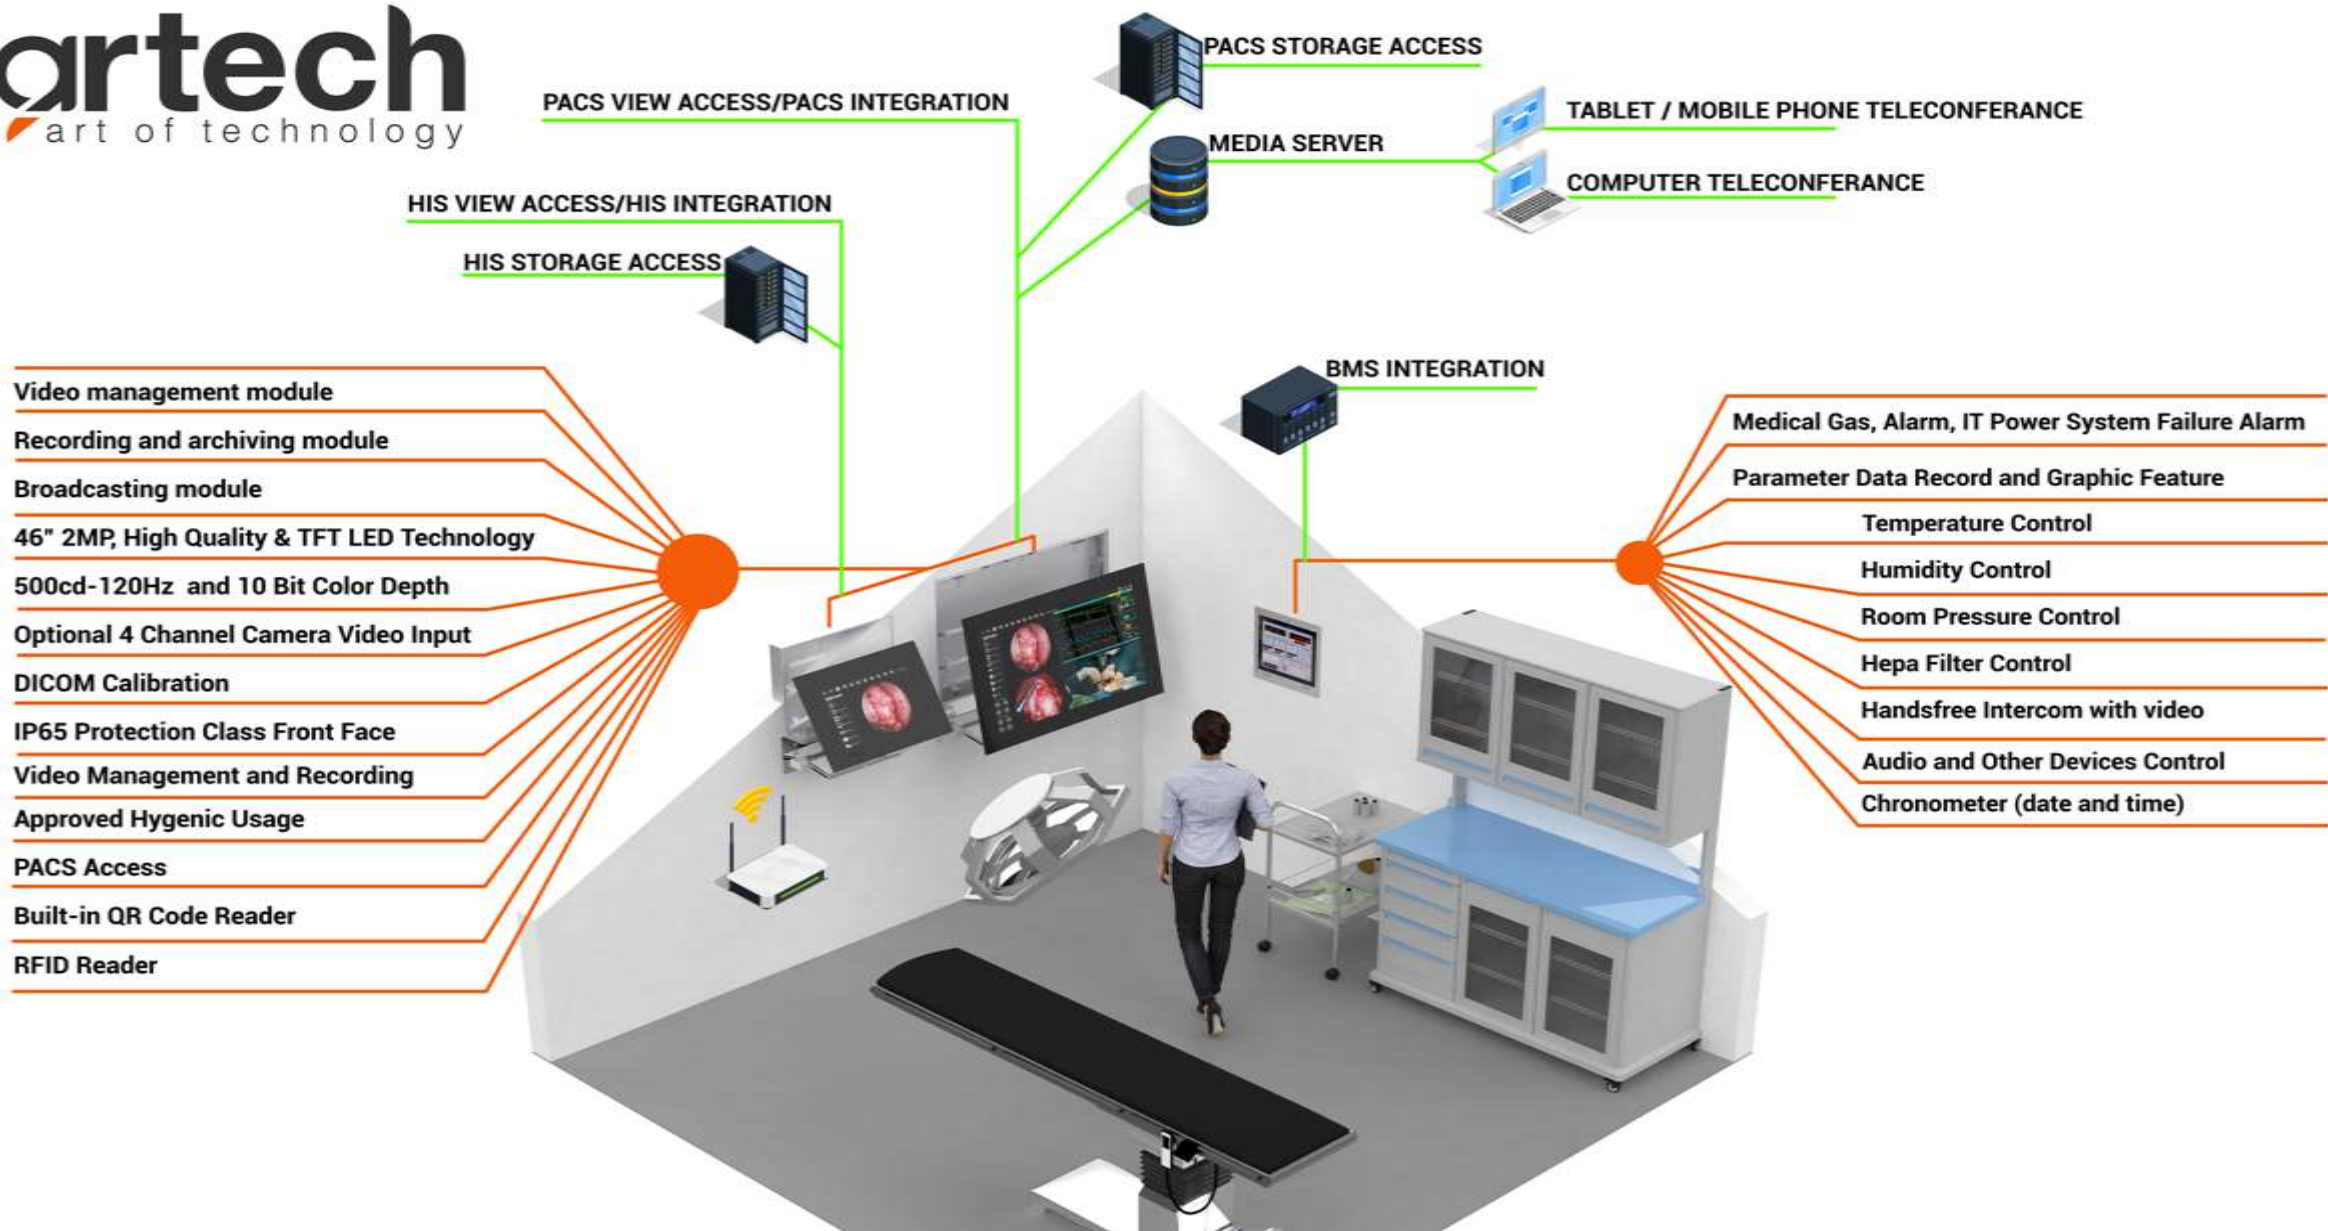 artech
art of technology
PACS STORAGE ACCESS
PACS VIEW ACCESS/PACS INTEGRATION
TABLET / MOBILE PHONE TELECONFERANCE
MEDIA SERVER
COMPUTER TELECONFERANCE
HIS VIEW ACCESS/HIS INTEGRATION
HIS STORAGE ACCESS
BMS INTEGRATION
Video management module
Recording and archiving module
Broadcasting module
46" 2MP, High Quality & TFT LED Technology
500cd-120Hz and 10 Bit Color Depth
Optional 4 Channel Camera Video Input
DICOM Calibration
IP65 Protection Class Front Face
Video Management and Recording
Approved Hygenic Usage
PACS Access
Built-in QR Code Reader
RFID Reader
Medical Gas, Alarm, IT Power System Failure Alarm
Parameter Data Record and Graphic Feature
Temperature Control
Humidity Control
Room Pressure Control
Hepa Filter Control
Handsfree Intercom with video
Audio and Other Devices Control
Chronometer (date and time)